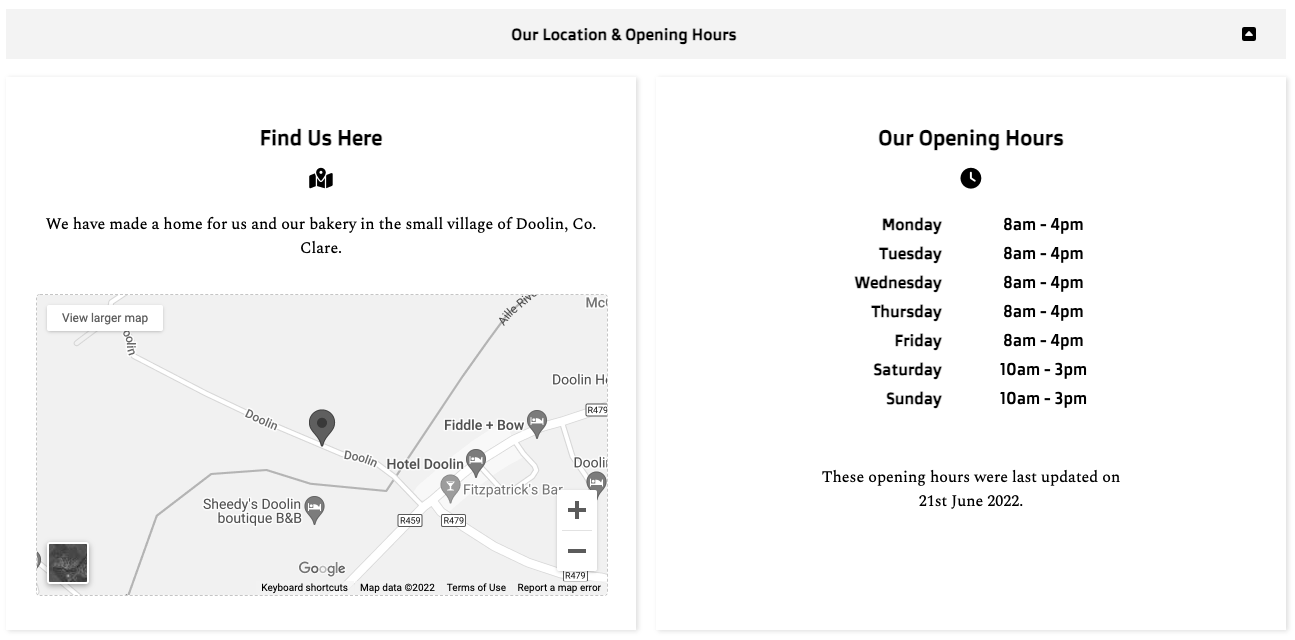 Our Location & Opening Hours
Find Us Here
We have made a home for us and our bakery in the small village of Doolin, Co.
Clare.
View larger map
Aille
McG
Doolin
Fiddle + Bow
R479
Hotel Doolin
Doolin
Fitzpatrick's Bar
Sheedy's Doolin
boutique B&B
R459
R479
Google
R479
Keyboard shortcuts
Map data ©2022
Terms of Use
Report a map error
Our Opening Hours
Monday 8am - 4pm
Tuesday 8am - 4pm
Wednesday 8am - 4pm
Thursday 8am - 4pm
Friday 8am - 4pm
Saturday 10am - 3pm
Sunday 10am - 3pm
These opening hours were last updated on
21st June 2022.